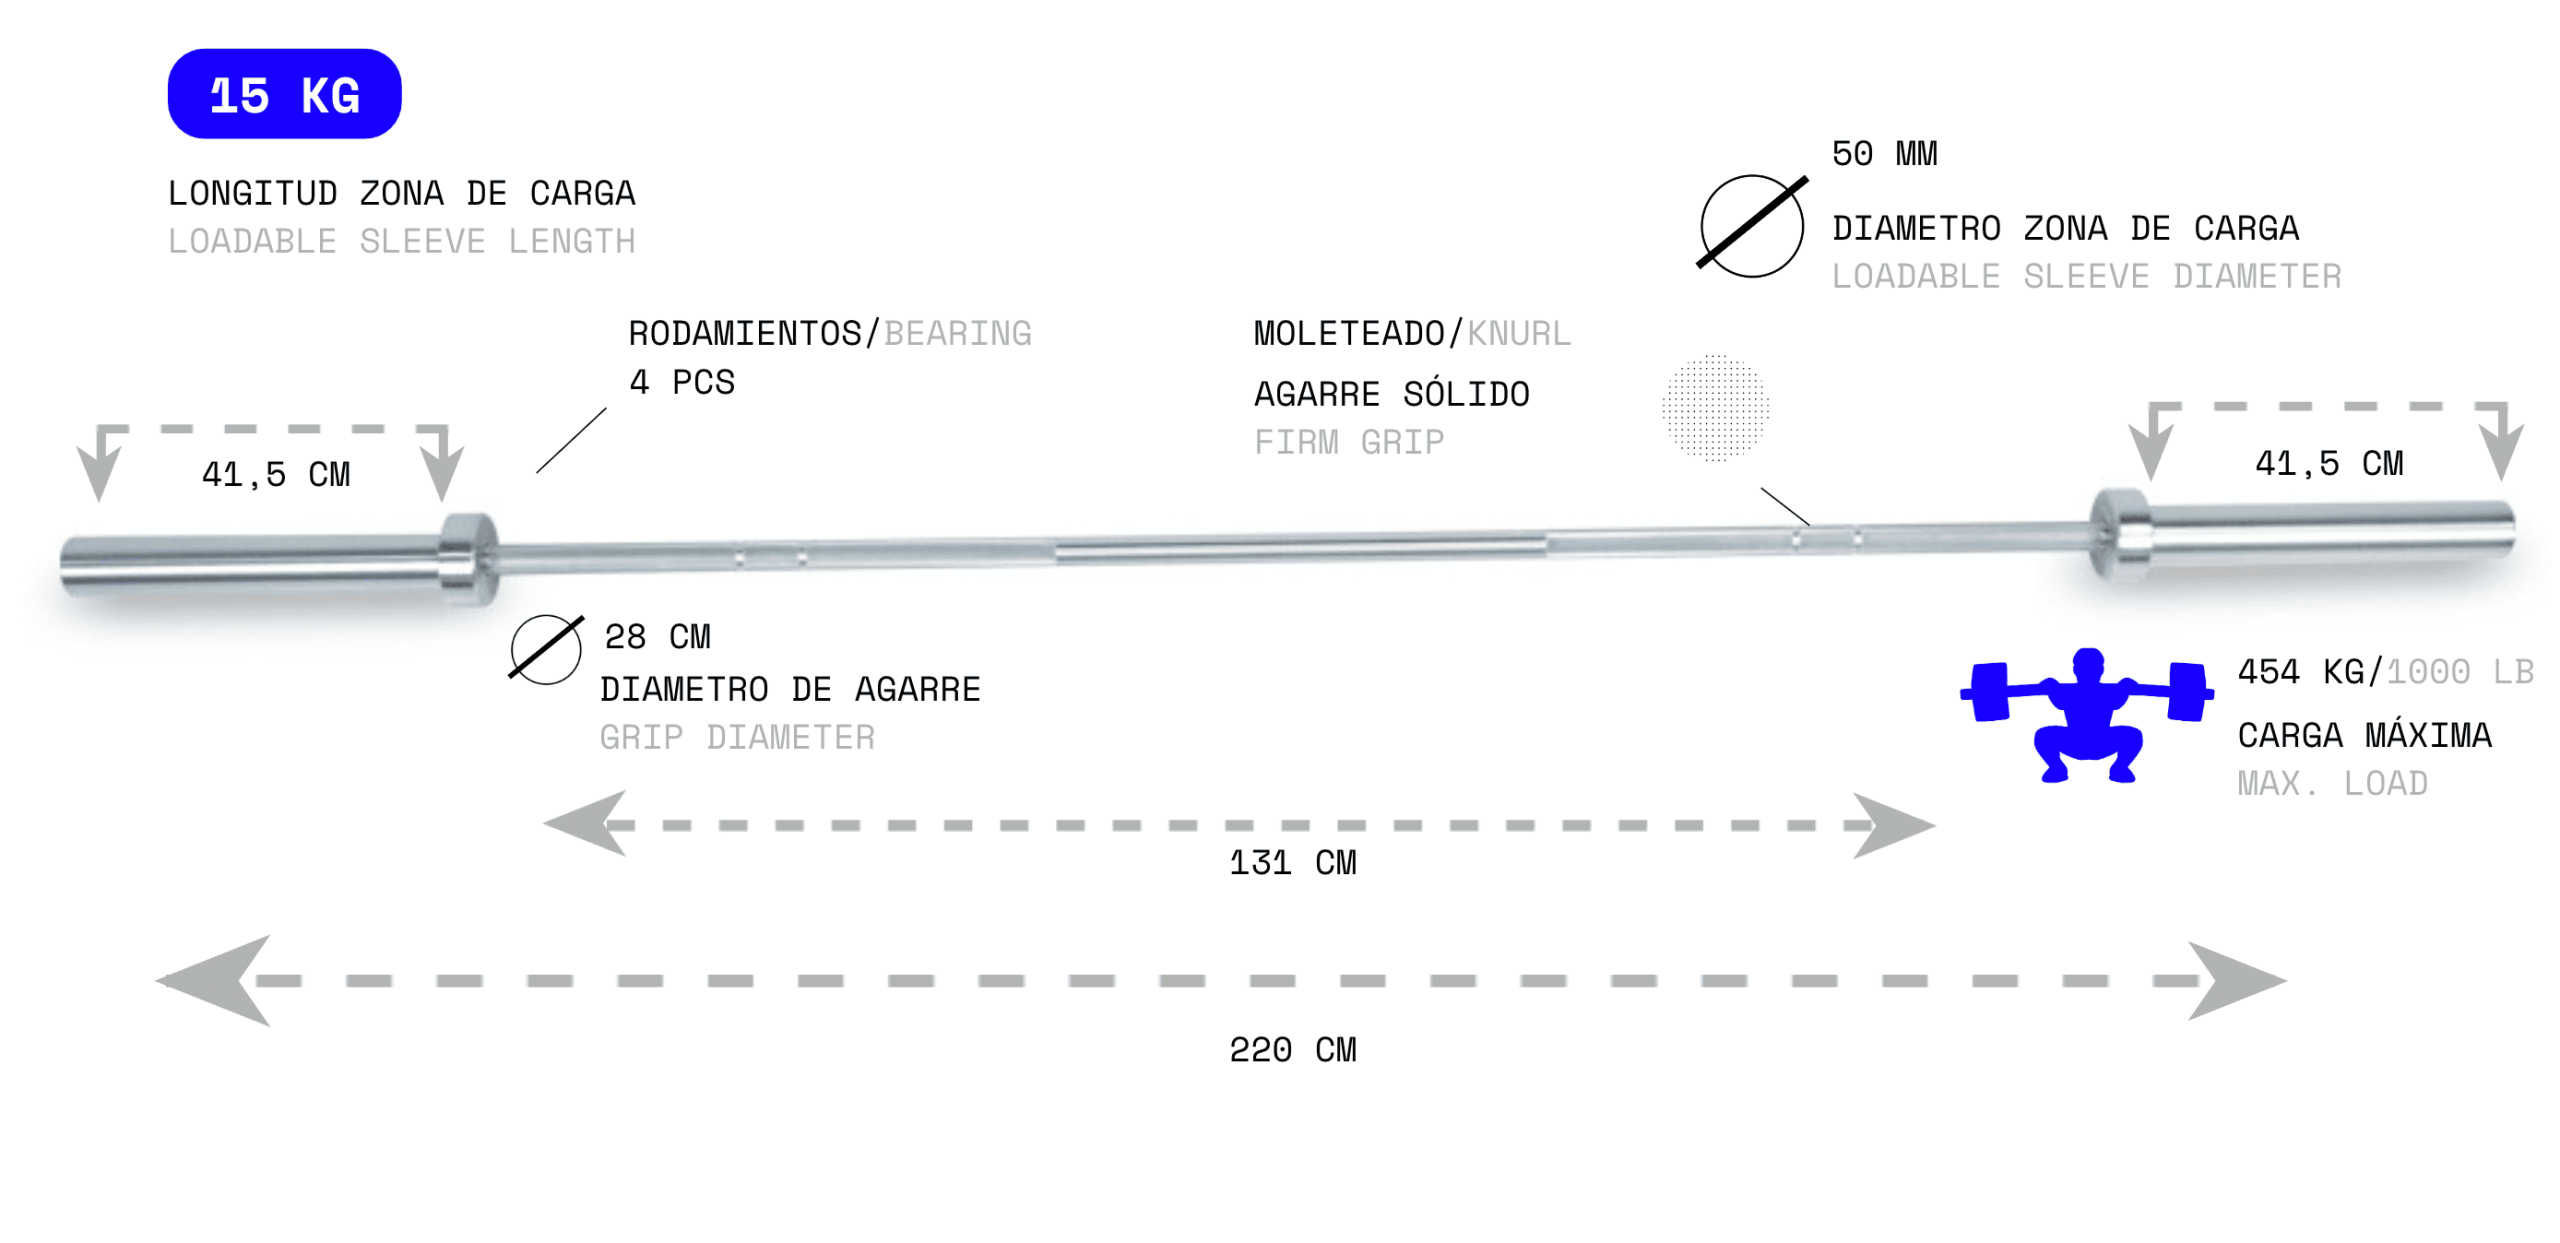 15 KG
LONGITUD ZONA DE CARGA
LOADABLE SLEEVE LENGTH
50 MM
DIAMETRO ZONA DE CARGA
LOADABLE SLEEVE DIAMETER
RODAMIENTOS/BEARING
4 PCS
MOLETEADO/KNURL
AGARRE SÓLIDO
FIRM GRIP
41,5 CM
41,5 CM
28 CM
DIAMETRO DE AGARRE
GRIP DIAMETER
454 KG/1000 LB
CARGA MÁXIMA
MAX. LOAD
131 CM
220 CM